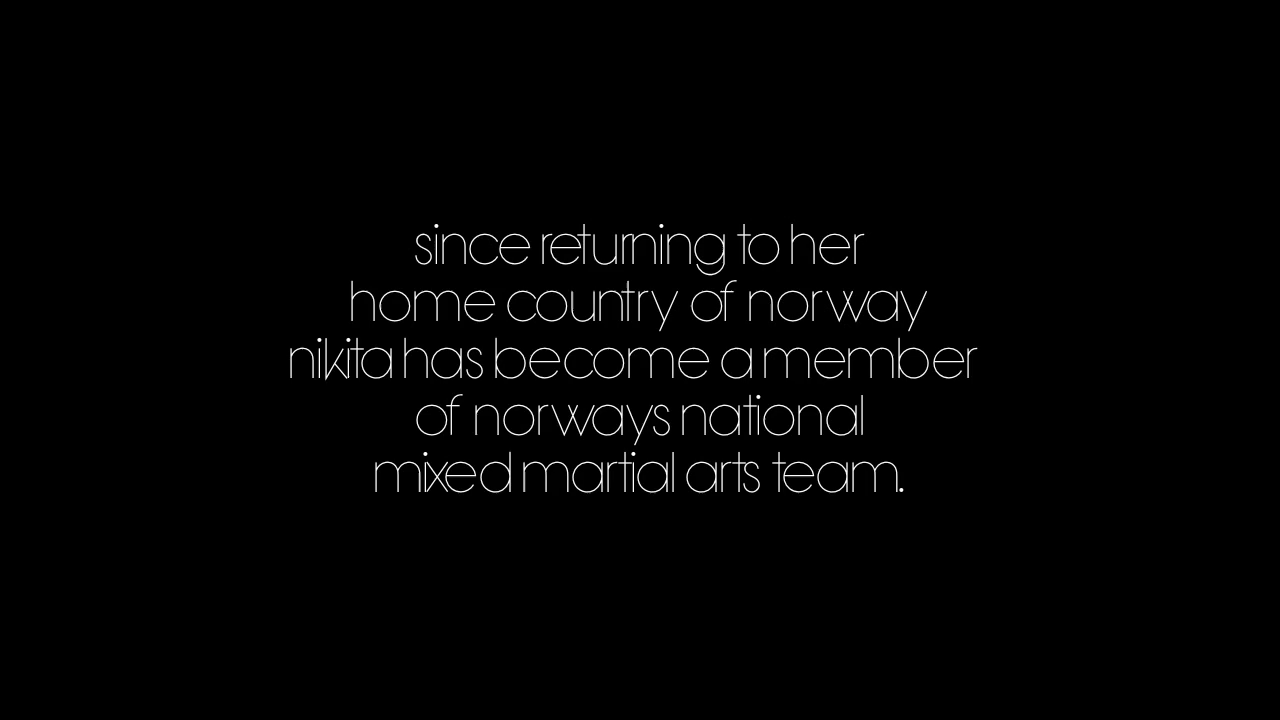 since returning to her
home country of norway
nikita has become a member
of norways national
mixed martial arts team.